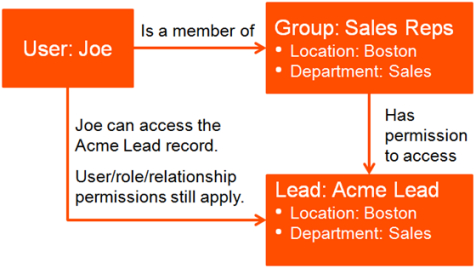 User: Joe
Is a member of
Group: Sales Reps
• Location: Boston
• Department: Sales
Joe can access the
Acme Lead record.
User/role/relationship
permissions still apply.
Has
permission
to access
Lead: Acme Lead
• Location: Boston
• Department: Sales